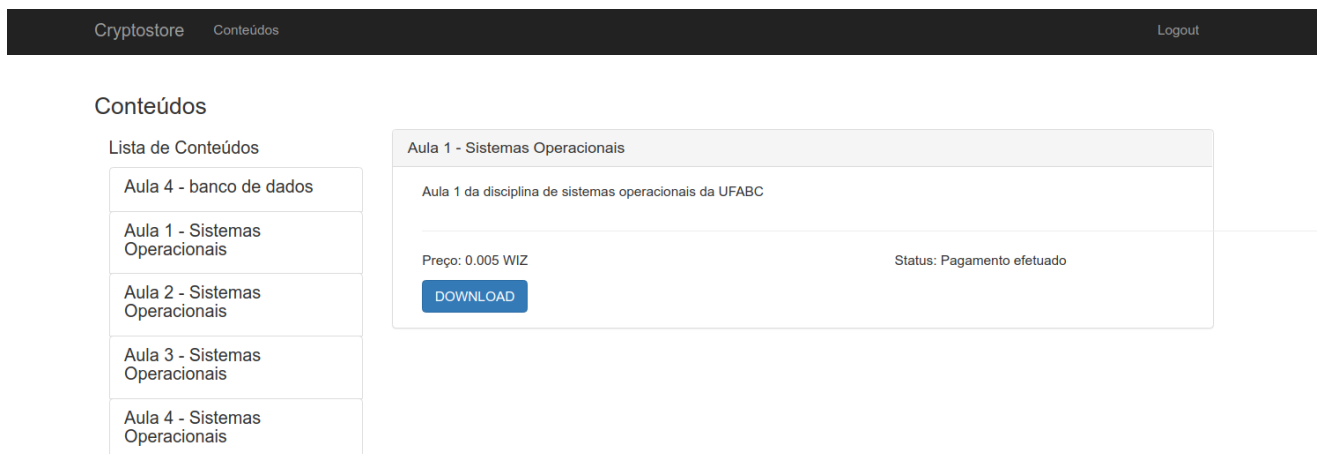 Cryptostore Conteúdos Logout
Conteúdos
Lista de Conteúdos
Aula 4 - banco de dados
Aula 1 - Sistemas
Operacionais
Aula 2 - Sistemas
Operacionais
Aula 3 - Sistemas
Operacionais
Aula 4 - Sistemas
Operacionais
Aula 1 - Sistemas Operacionais
Aula 1 da disciplina de sistemas operacionais da UFABC
Preço: 0.005 WIZ
Status: Pagamento efetuado
DOWNLOAD